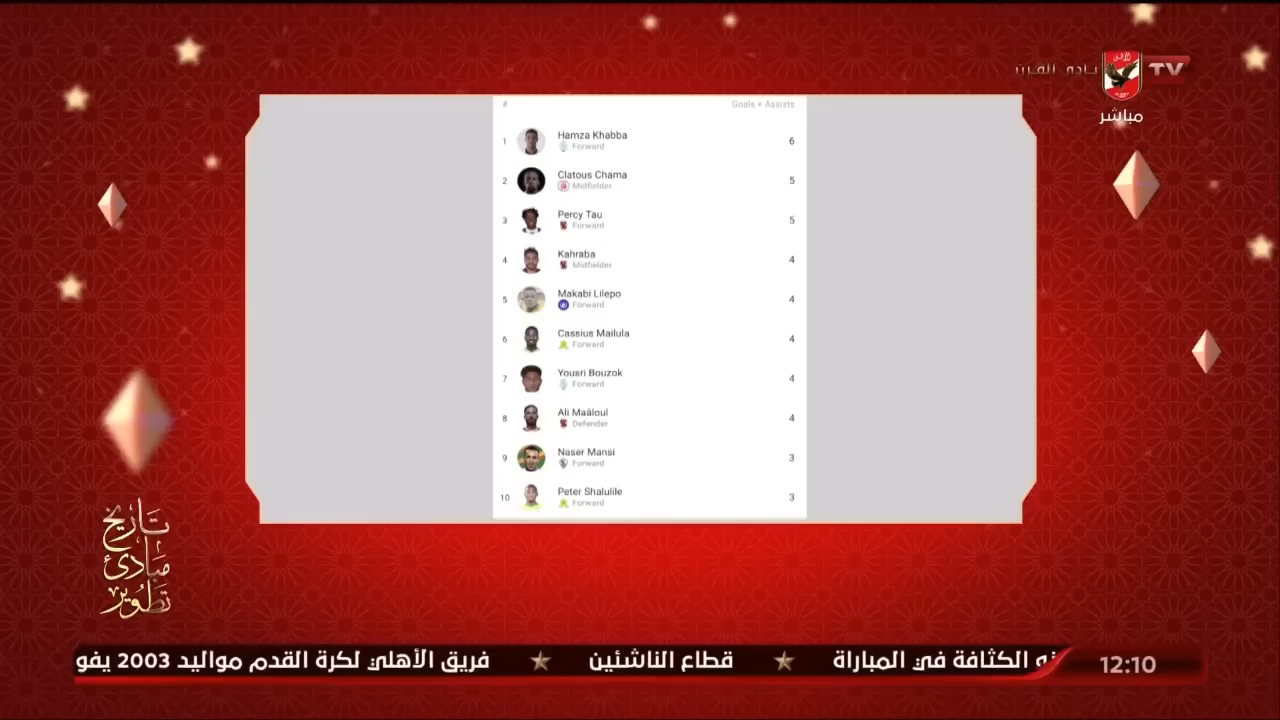 نادي القرن
TV
مباشر
# Goals + Assists
1 Hamza Khabba 6
Forward
2 Clatous Chama 5
Midfielder
3 Percy Tau 5
Forward
4 Kahraba 4
Midfielder
5 Makabi Lilepo 4
Forward
6 Cassius Mailula 4
Forward
7 Yousri Bouzok 4
Forward
8 Ali Maâloul 4
Defender
9 Naser Mansi 3
Forward
10 Peter Shalulile 3
Forward
تاريخ
مبادئ
تطوير
الكثافة في المباراة ★ قطاع الناشئين ★ فريق الأهلي لكرة القدم مواليد 2003 يفو
12:10